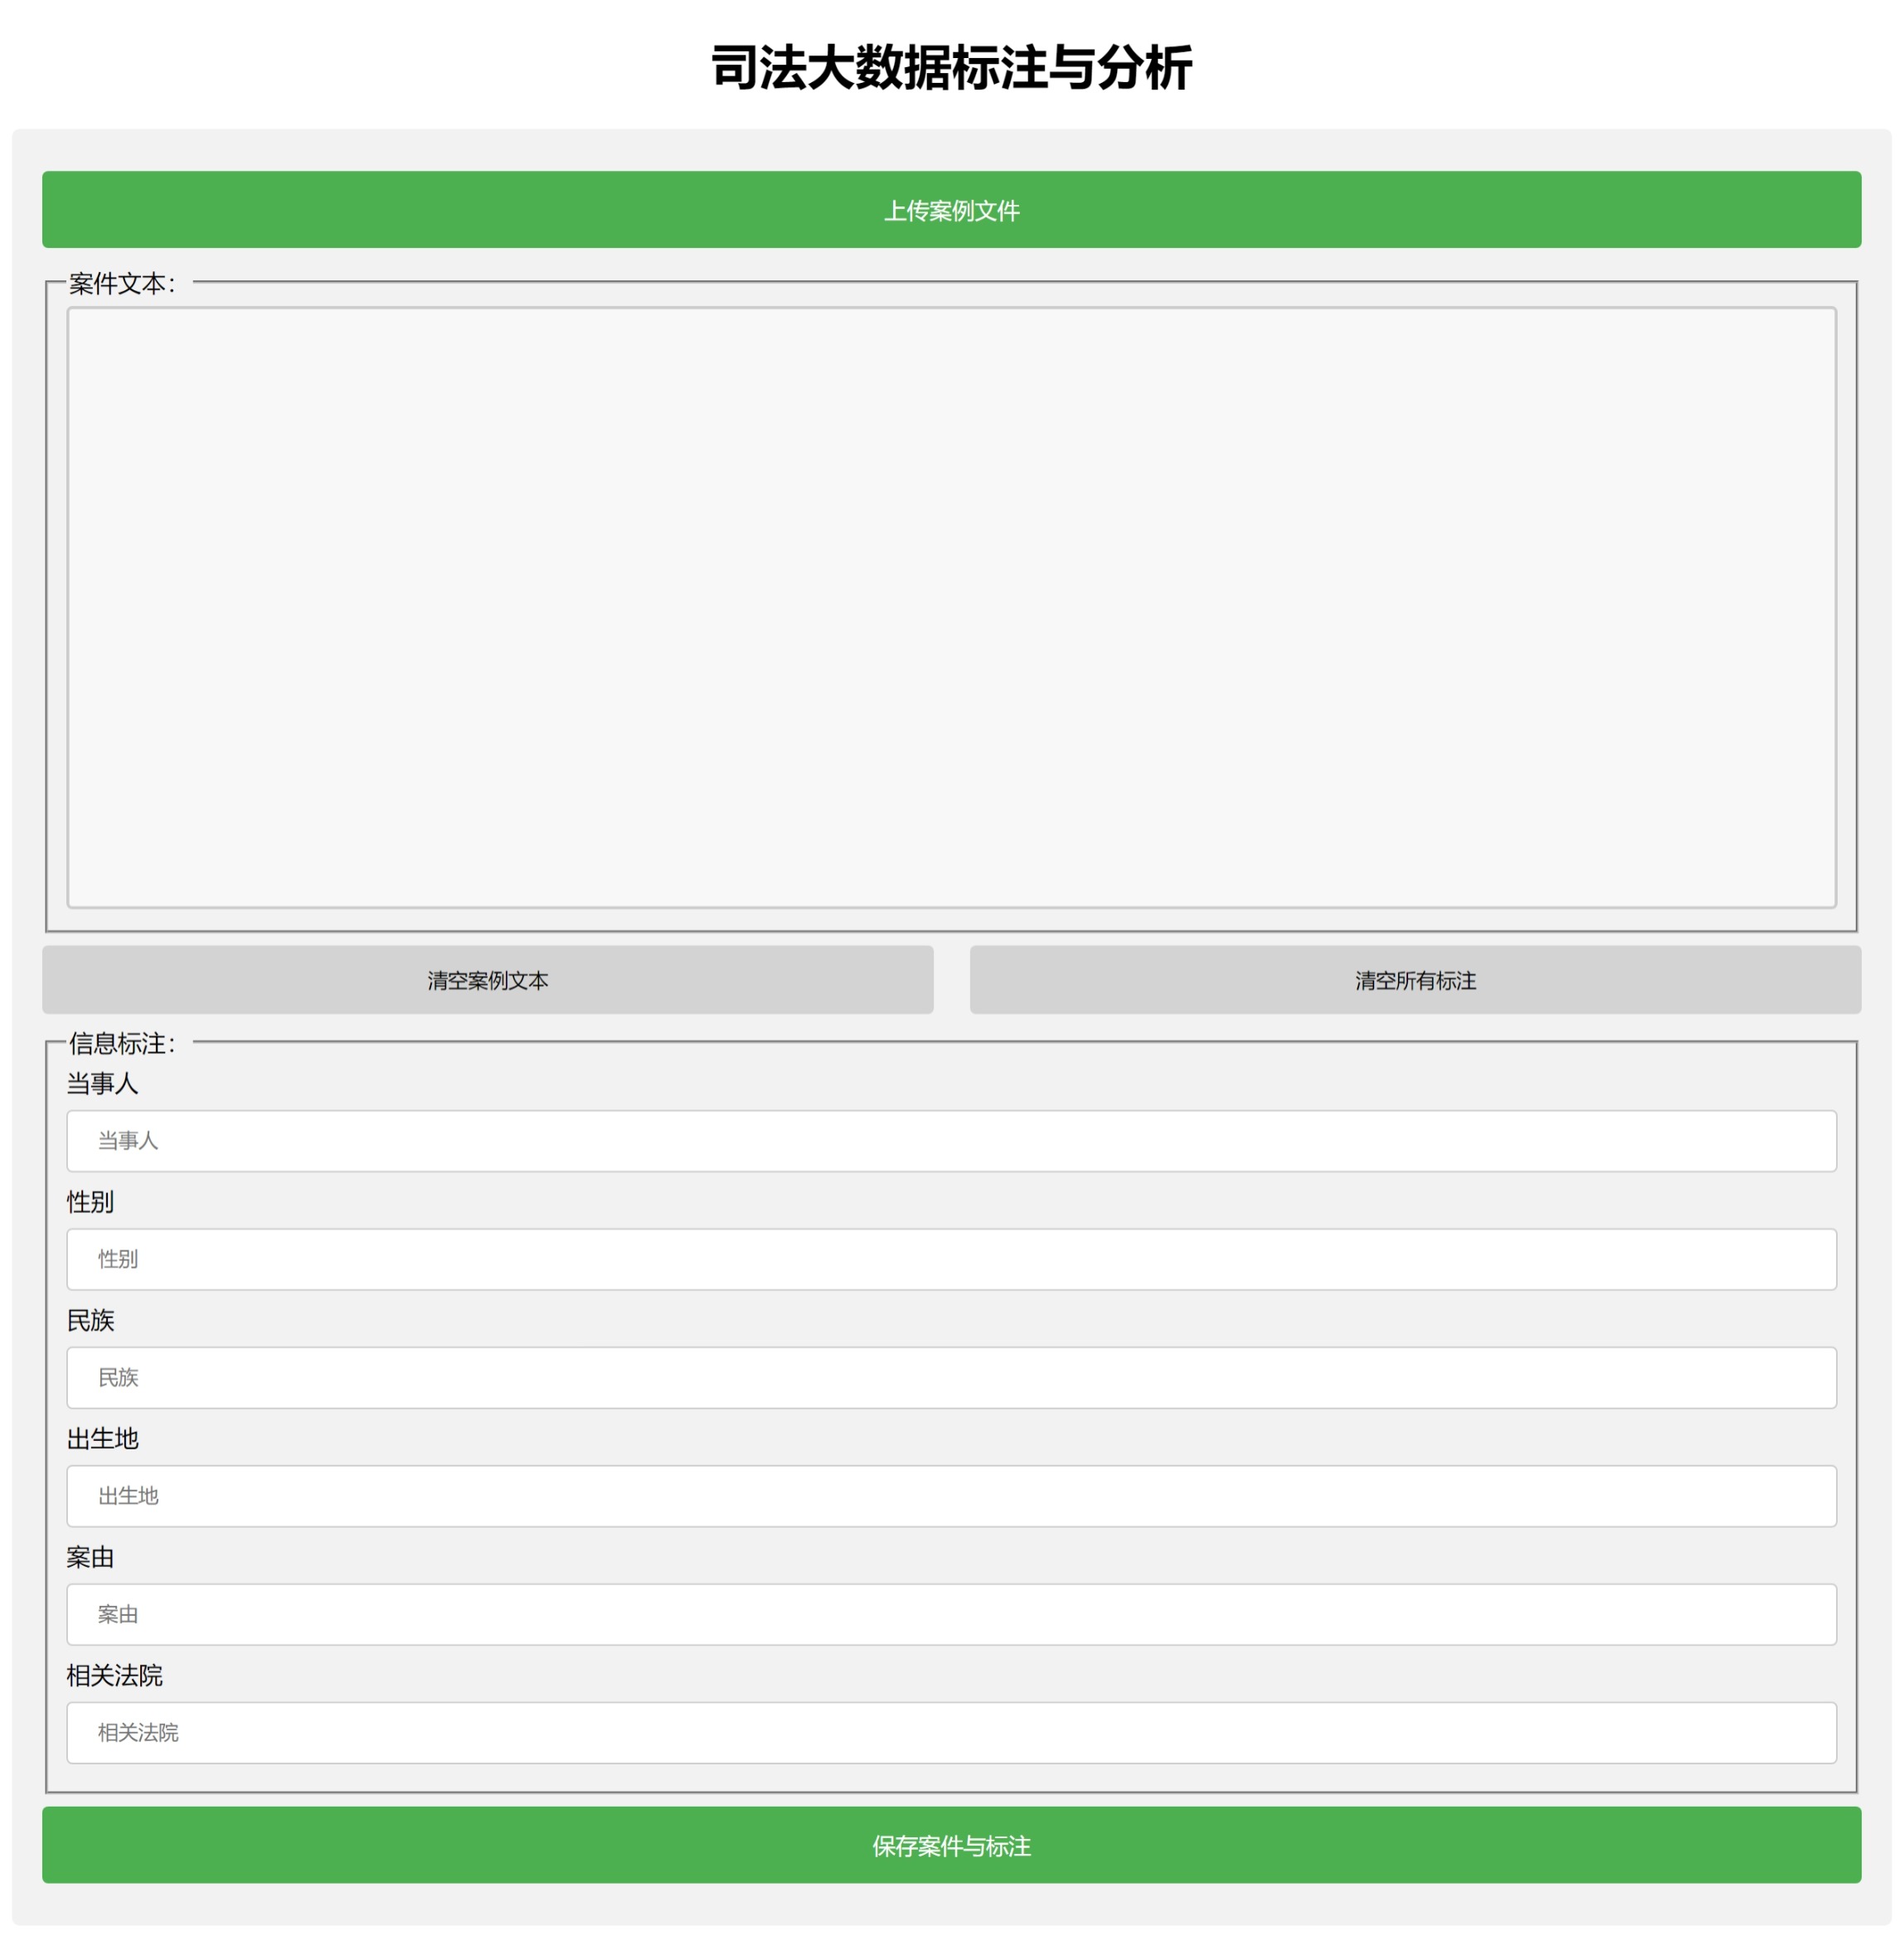 司法大数据标注与分析
上传案例文件
案件文本：
清空案例文本
清空所有标注
信息标注：
当事人
当事人
性别
性别
民族
民族
出生地
出生地
案由
案由
相关法院
相关法院
保存案件与标注